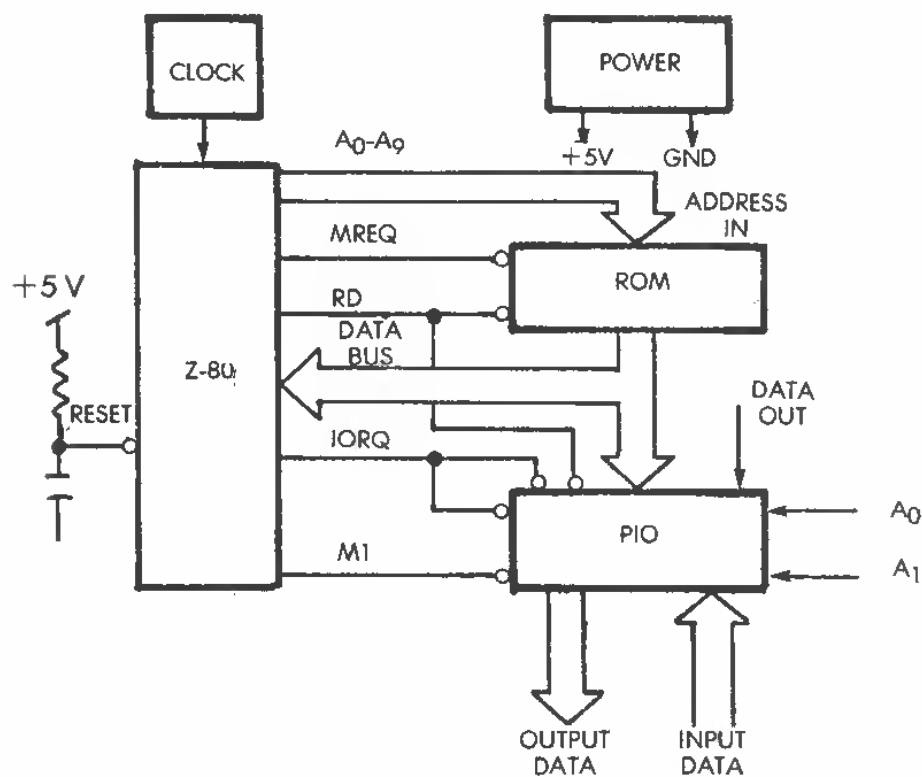 CLOCK
POWER
+5V
GND
A0-A9
ADDRESS
IN
MREQ
ROM
+5V
RD
DATA
BUS
Z-80
RESET
DATA
OUT
IORQ
A0
PIO
M1
A1
OUTPUT
DATA
INPUT
DATA